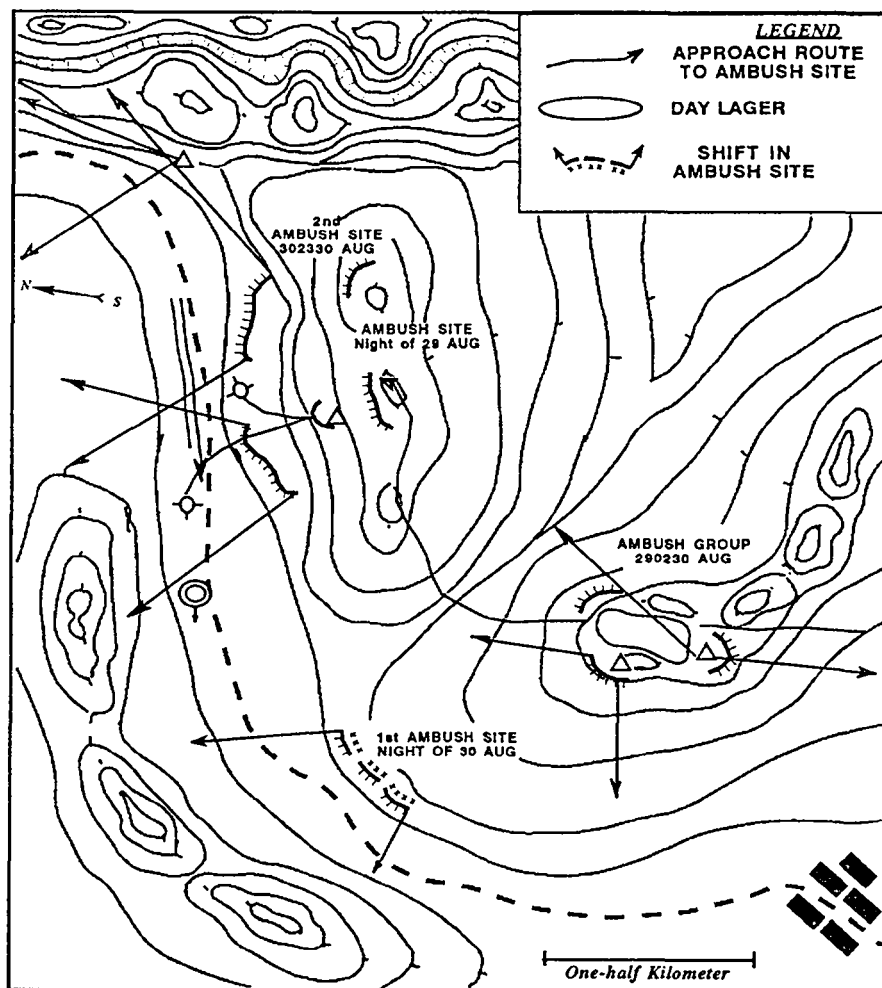 LEGEND
APPROACH ROUTE
TO AMBUSH SITE
DAY LAGER
SHIFT IN
AMBUSH SITE
2nd
AMBUSH SITE
302330 AUG
N
S
AMBUSH SITE
Night of 29 AUG
AMBUSH GROUP
290230 AUG
1st AMBUSH SITE
NIGHT OF 30 AUG
One-half Kilometer